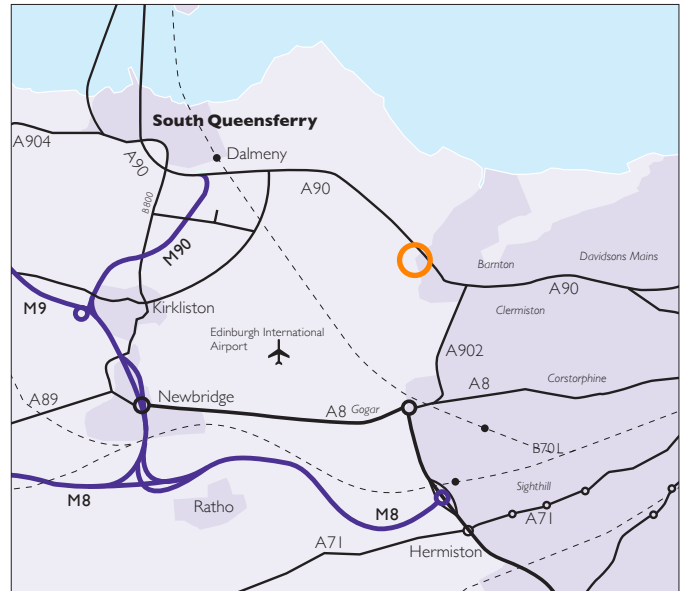 South Queensferry
A904
A90
Dalmeny
B800
A90
M90
Barnton
Davidsons Mains
A90
M9
Kirkliston
Clermiston
Edinburgh International
Airport
A902
Corstorphine
A8
A89
Newbridge
A8
Gogar
B701
Sighthill
M8
Ratho
M8
A71
A71
Hermiston